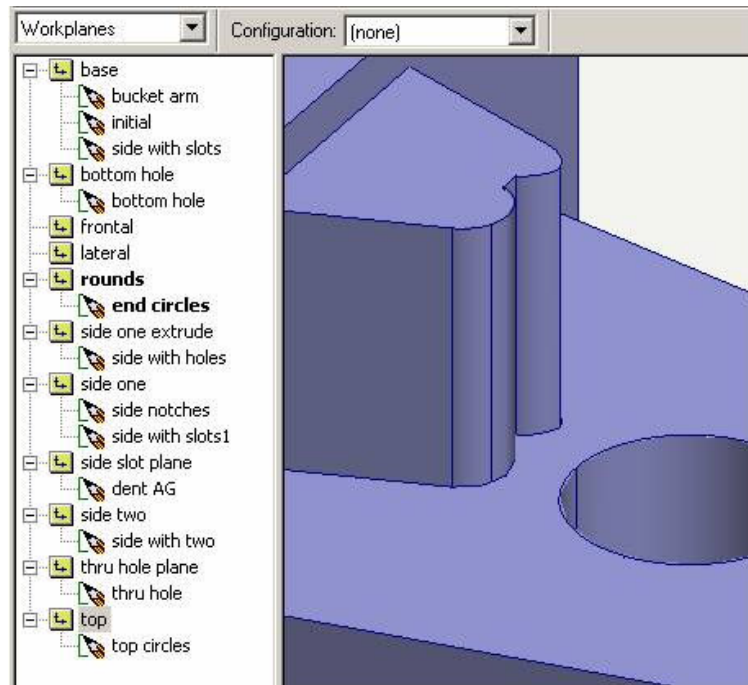 Workplanes Configuration: (none)
base
bucket arm
initial
side with slots
bottom hole
bottom hole
frontal
lateral
rounds
end circles
side one extrude
side with holes
side one
side notches
side with slots1
side slot plane
dent AG
side two
side with two
thru hole plane
thru hole
top
top circles